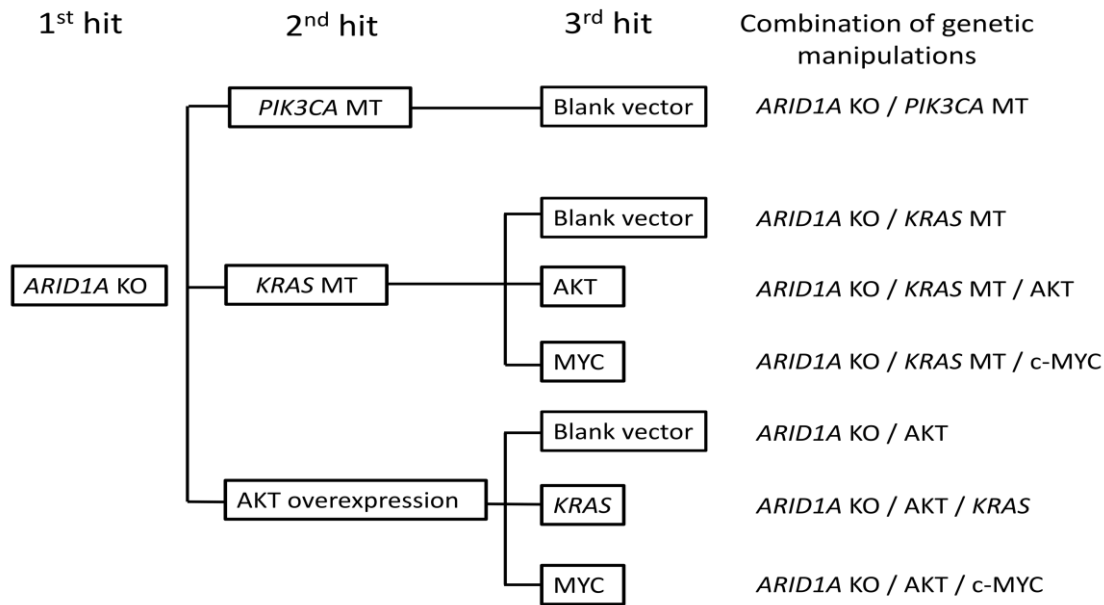 1st hit
2nd hit
3rd hit
Combination of genetic
manipulations
PIK3CA MT
Blank vector
ARID1A KO / PIK3CA MT
Blank vector
ARID1A KO / KRAS MT
ARID1A KO
KRAS MT
AKT
ARID1A KO / KRAS MT / AKT
MYC
ARID1A KO / KRAS MT / c-MYC
Blank vector
ARID1A KO / AKT
AKT overexpression
KRAS
ARID1A KO / AKT / KRAS
MYC
ARID1A KO / AKT / c-MYC